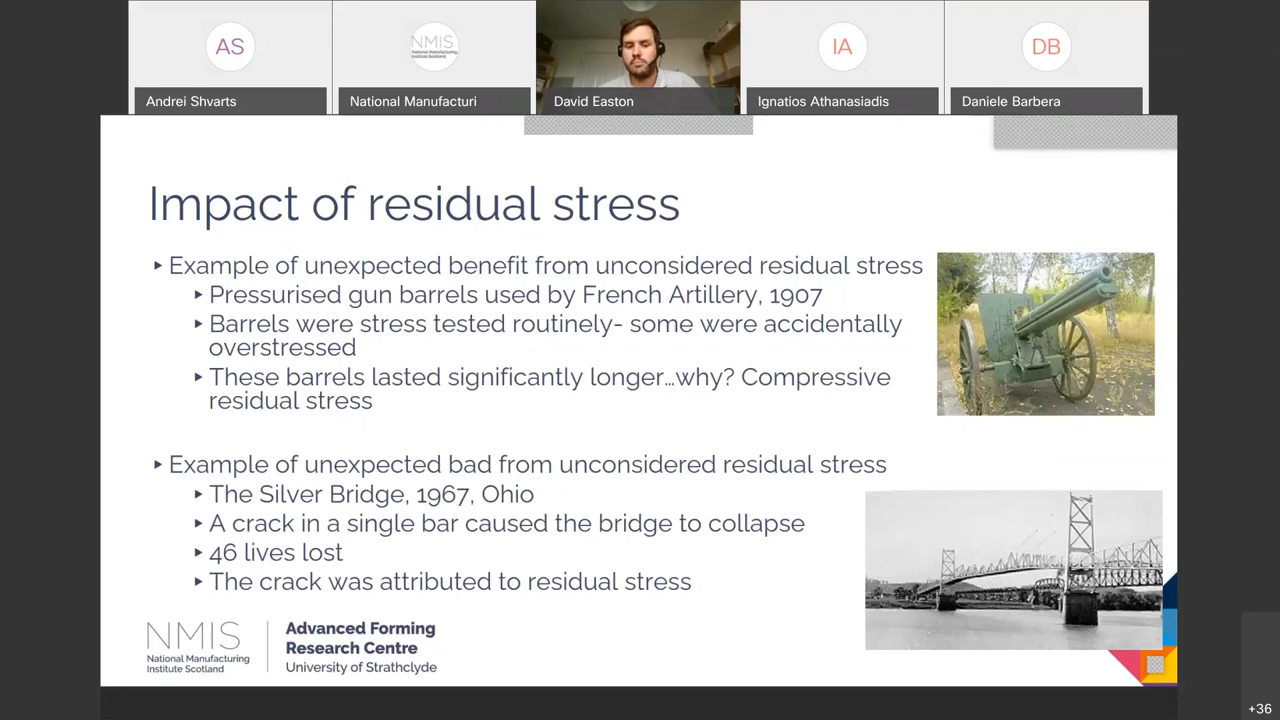 AS
NMIS
National Manufacturing
Institute Scotland
IA
DB
Andrei Shvarts
National Manufacturi
David Easton
Ignatios Athanasiadis
Daniele Barbera
Impact of residual stress
Example of unexpected benefit from unconsidered residual stress
Pressurised gun barrels used by French Artillery, 1907
Barrels were stress tested routinely- some were accidentally
overstressed
These barrels lasted significantly longer...why? Compressive
residual stress
Example of unexpected bad from unconsidered residual stress
The Silver Bridge, 1967, Ohio
A crack in a single bar caused the bridge to collapse
46 lives lost
The crack was attributed to residual stress
NMIS
National Manufacturing
Institute Scotland
Advanced Forming
Research Centre
University of Strathclyde
+36